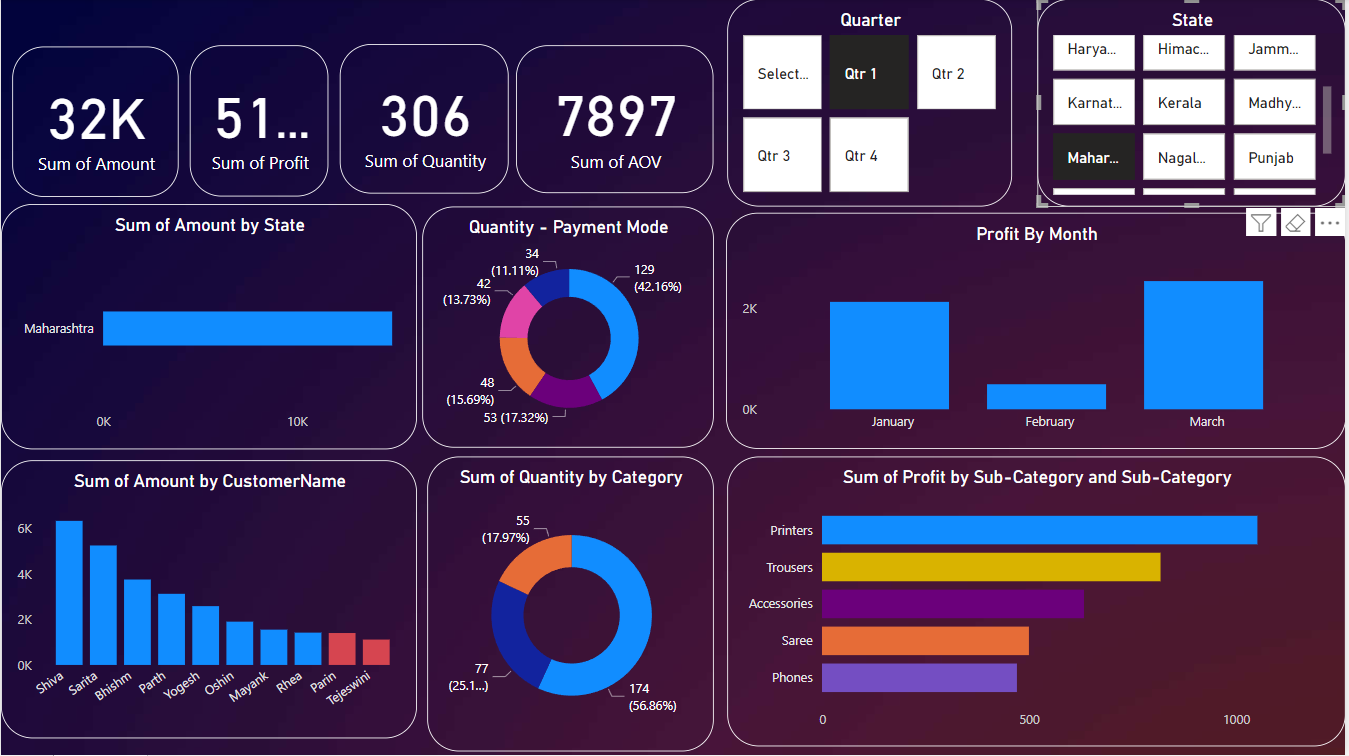 32K
Sum of Amount
51...
Sum of Profit
306
Sum of Quantity
7897
Sum of AOV
Quarter
Select...
Qtr 1
Qtr 2
Qtr 3
Qtr 4
State
Harya...
Himac...
Jamm...
Karnat...
Kerala
Madhy...
Mahar...
Nagal...
Punjab
Sum of Amount by State
Maharashtra
0K
10K
Quantity - Payment Mode
34
(11.11%)
129
(42.16%)
42
(13.73%)
48
(15.69%)
53 (17.32%)
Profit By Month
2K
0K
January
February
March
Sum of Amount by CustomerName
6K
4K
2K
0K
Shiva
Sarita
Bhishm
Parth
Yogesh
Oshin
Mayank
Rhea
Parin
Tejeswini
Sum of Quantity by Category
55
(17.97%)
77
(25.1...)
174
(56.86%)
Sum of Profit by Sub-Category and Sub-Category
Printers
Trousers
Accessories
Saree
Phones
0
500
1000